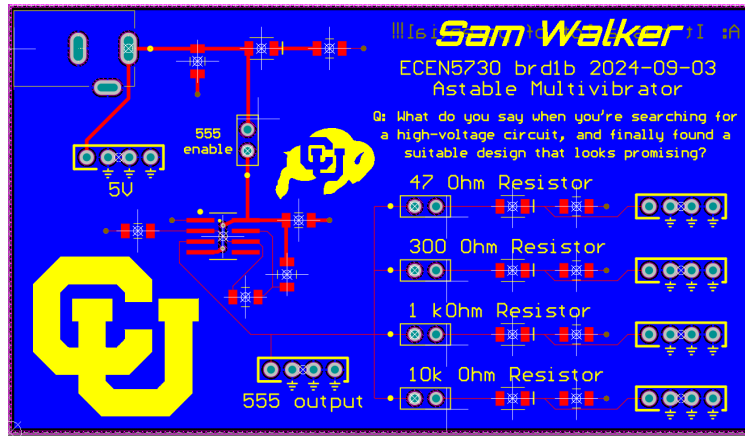 Sam Walker
ECEN5730 brd1b 2024-09-03
Astable Multivibrator
Q: What do you say when you're searching for
a high-voltage circuit, and finally found a
suitable design that looks promising?
555
enable
5V
CU
47 Ohm Resistor
300 Ohm Resistor
1 kOhm Resistor
10k Ohm Resistor
CU
555 output